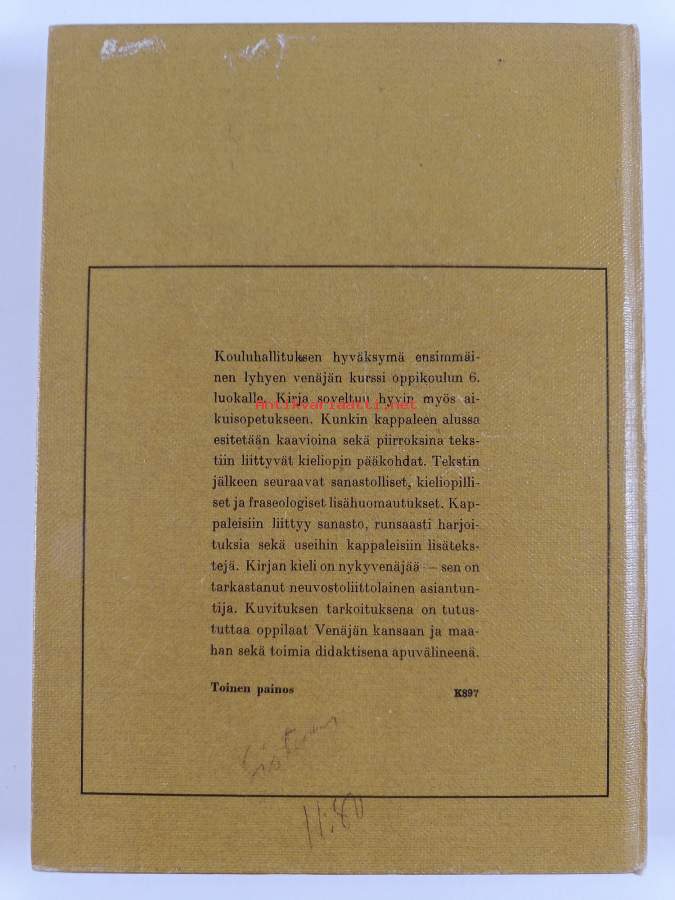 Kouluhallituksen hyväksymä ensimmäi-
nen lyhyen venäjän kurssi oppikoulun 6.
luokalle. Kirja soveltuu hyvin myös ai-
Antikvariaatti.net
kuisopetukseen. Kunkin kappaleen alussa
esitetään kaavioina sekä piirroksina teks-
tiin liittyvät kieliopin pääkohdat. Tekstin
jälkeen seuraavat sanastolliset, kieliopilli-
set ja fraseologiset lisähuomautukset. Kap-
paleisiin liittyy sanasto, runsaasti harjoi-
tuksia sekä useihin kappaleisiin lisäteks-
tejä. Kirjan kieli on nykyvenäjää — sen on
tarkastanut neuvostoliittolainen asiantun-
tija. Kuvituksen tarkoituksena on tutus-
tuttaa oppilaat Venäjän kansaan ja maa-
han sekä toimia didaktisena apuvälineenä.
Toinen painos K897
11:80